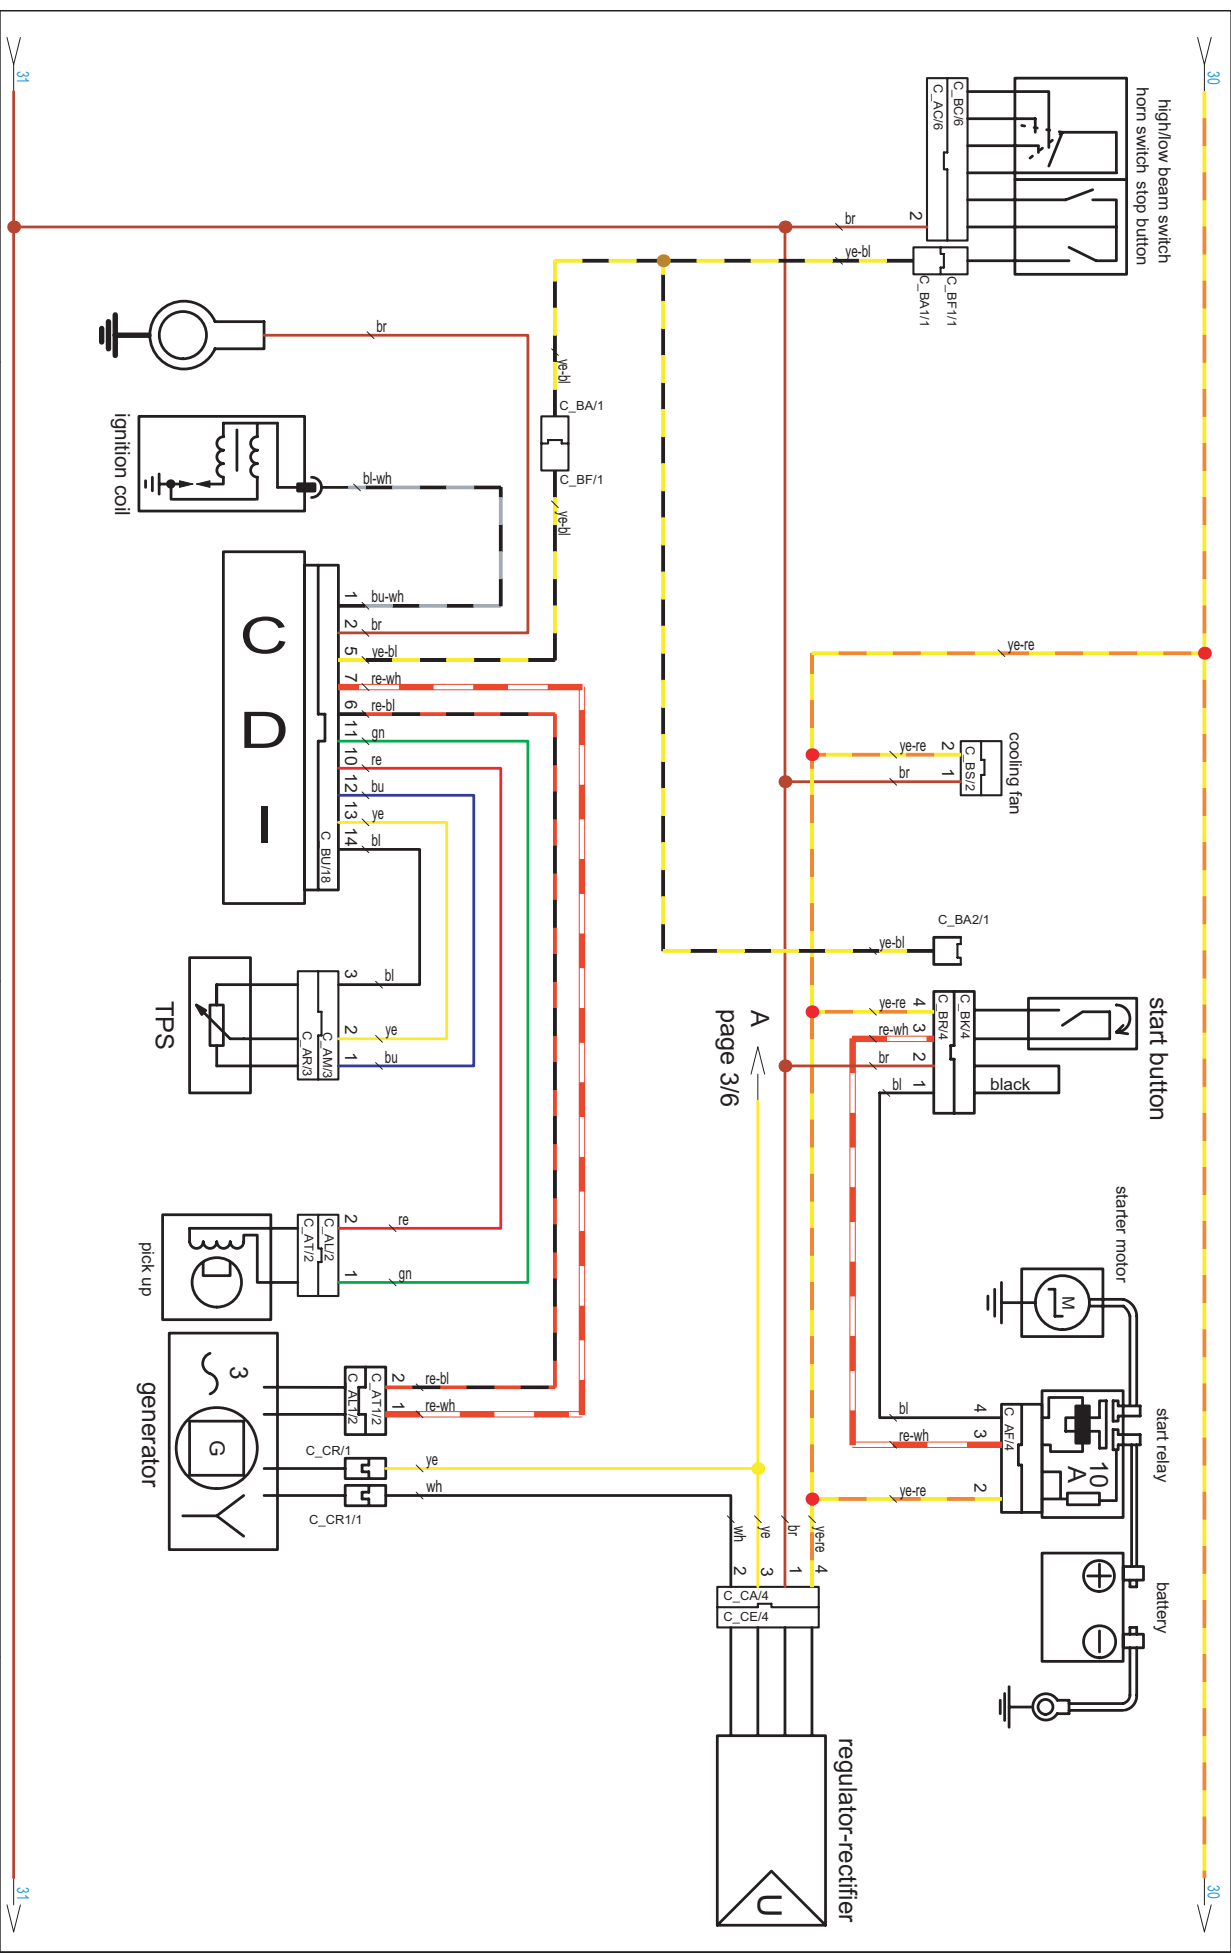 30
30
31
31
high/low beam switch
horn switch stop button
C_BC/6
C_AC/6
2
br
ye-bl
C_BF1/1
C_BA1/1
br
ye-bl
C_BA/1
C_BF/1
ye-bl
ignition coil
bl-wh
CDI
C_BU/18
1 bu-wh
2 br
5 ye-bl
7 re-wh
6 re-bl
11 gn
10 re
12 bu
13 ye
14 bl
ye-re
cooling fan
C_BS/2
2 ye-re
1 br
C_BA2/1
ye-bl
TPS
C_AM/3
C_AR/3
3 bl
2 ye
1 bu
start button
C_BK/4
C_BR/4
black
4 ye-re
3 re-wh
2 br
1 bl
A
page 3/6
pick up
C_AL/2
C_AT/2
2 re
1 gn
starter motor
M
start relay
10
A
C_AF/4
4 bl
3 re-wh
2 ye-re
battery
generator
3
G
C_AT1/2
C_AL1/2
2 re-bl
1 re-wh
C_CR/1
ye
C_CR1/1
wh
ye-re 4
br 1
ye 3
wh 2
C_CA/4
C_CE/4
regulator-rectifier
U